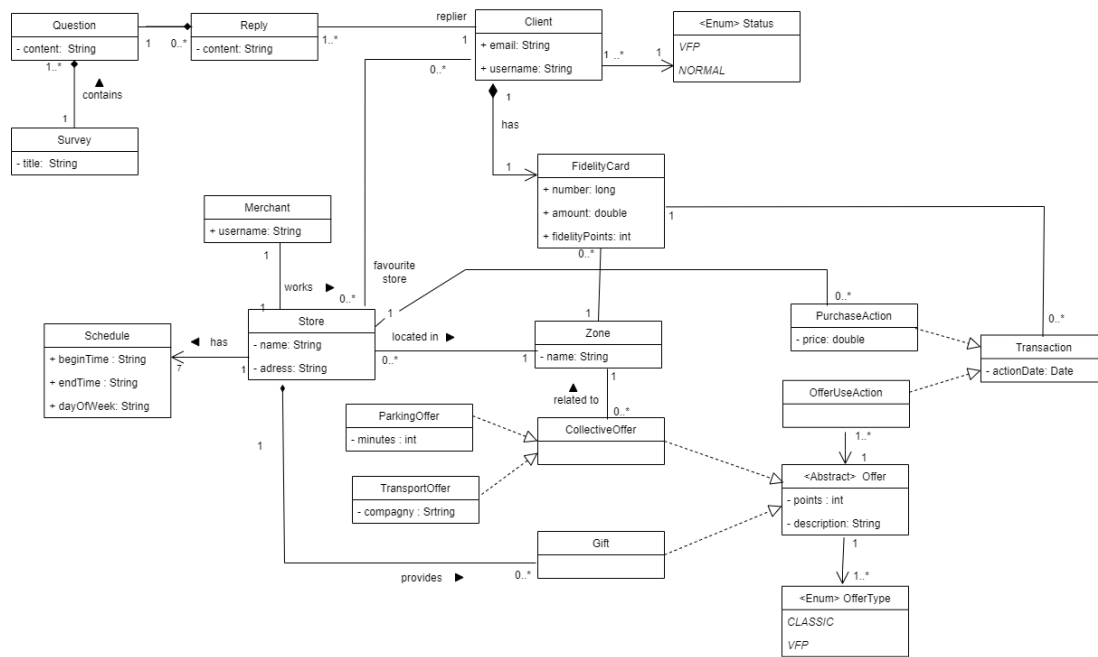 Question
- content: String
1
0..*
Reply
- content: String
1..*
replier
1
Client
+ email: String
+ username: String
0..*
1 ..*
1
<Enum> Status
VFP
NORMAL
1..*
▲
contains
1
Survey
- title: String
1
has
1
FidelityCard
+ number: long
+ amount: double
+ fidelityPoints: int
1
0..*
Merchant
+ username: String
1
works ▶
1
favourite
store
0..*
1
0..*
PurchaseAction
- price: double
0..*
Transaction
- actionDate: Date
Schedule
+ beginTime : String
+ endTime : String
+ dayOfWeek: String
◀ has
7
1
Store
- name: String
- adress: String
located in ▶
0..*
1
1
Zone
- name: String
1
▲
related to
0..*
OfferUseAction
1..*
1
ParkingOffer
- minutes : int
CollectiveOffer
TransportOffer
- compagny : Srtring
<Abstract> Offer
- points : int
- description: String
1
1
Gift
provides ▶
0..*
1..*
<Enum> OfferType
CLASSIC
VFP